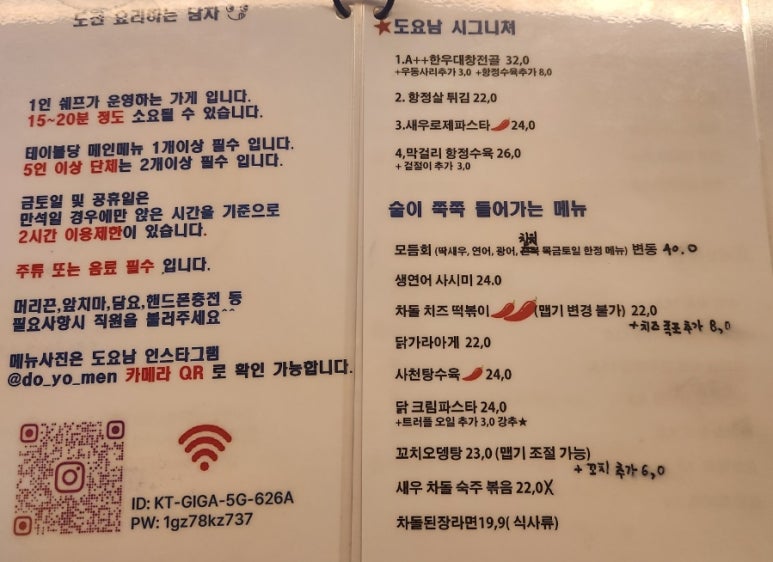 도전 요리하는 남자
1인 쉐프가 운영하는 가게 입니다.
15~20분 정도 소요될 수 있습니다.
테이블당 메인메뉴 1개이상 필수 입니다.
5인 이상 단체는 2개이상 필수 입니다.
금토일 및 공휴일은
만석일 경우에만 앉은 시간을 기준으로
2시간 이용제한이 있습니다.
주류 또는 음료 필수 입니다.
머리끈,앞치마,담요,핸드폰충전 등
필요사항시 직원을 불러주세요^^
메뉴사진은 도요남 인스타그램
@do_yo_men 카메라 QR 로 확인 가능합니다.
ID: KT-GIGA-5G-626A
PW: 1gz78kz737
★도요남 시그니쳐
1.A++한우대창전골 32,0
+우동사리추가 3,0 +항정수육추가 8,0
2. 항정살 튀김 22,0
3.새우로제파스타 24,0
4,막걸리 항정수육 26,0
+ 겉절이 추가 3,0
술이 쭉쭉 들어가는 메뉴
모듬회 (딱새우, 연어, 광어, 참치 목금토일 한정 메뉴) 변동 40.0
생연어 사시미 24.0
차돌 치즈 떡볶이 (맵기 변경 불가) 22,0
+치즈폭포추가 8,0
닭가라아게 22,0
사천탕수육 24,0
닭 크림파스타 24,0
+트러플 오일 추가 3,0 강추★
꼬치오뎅탕 23,0 (맵기 조절 가능)
+ 꼬치 추가 6,0
새우 차돌 숙주 볶음 22,0X
차돌된장라면19,9( 식사류)